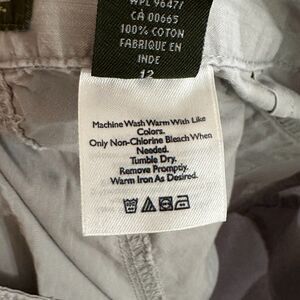 WPL 9647/
CA 00665
100% COTON
FABRIQUE EN
INDE
12
Machine Wash Warm With Like
Colors.
Only Non-Chlorine Bleach When
Needed.
Tumble Dry.
Remove Promptly.
Warm Iron As Desired.